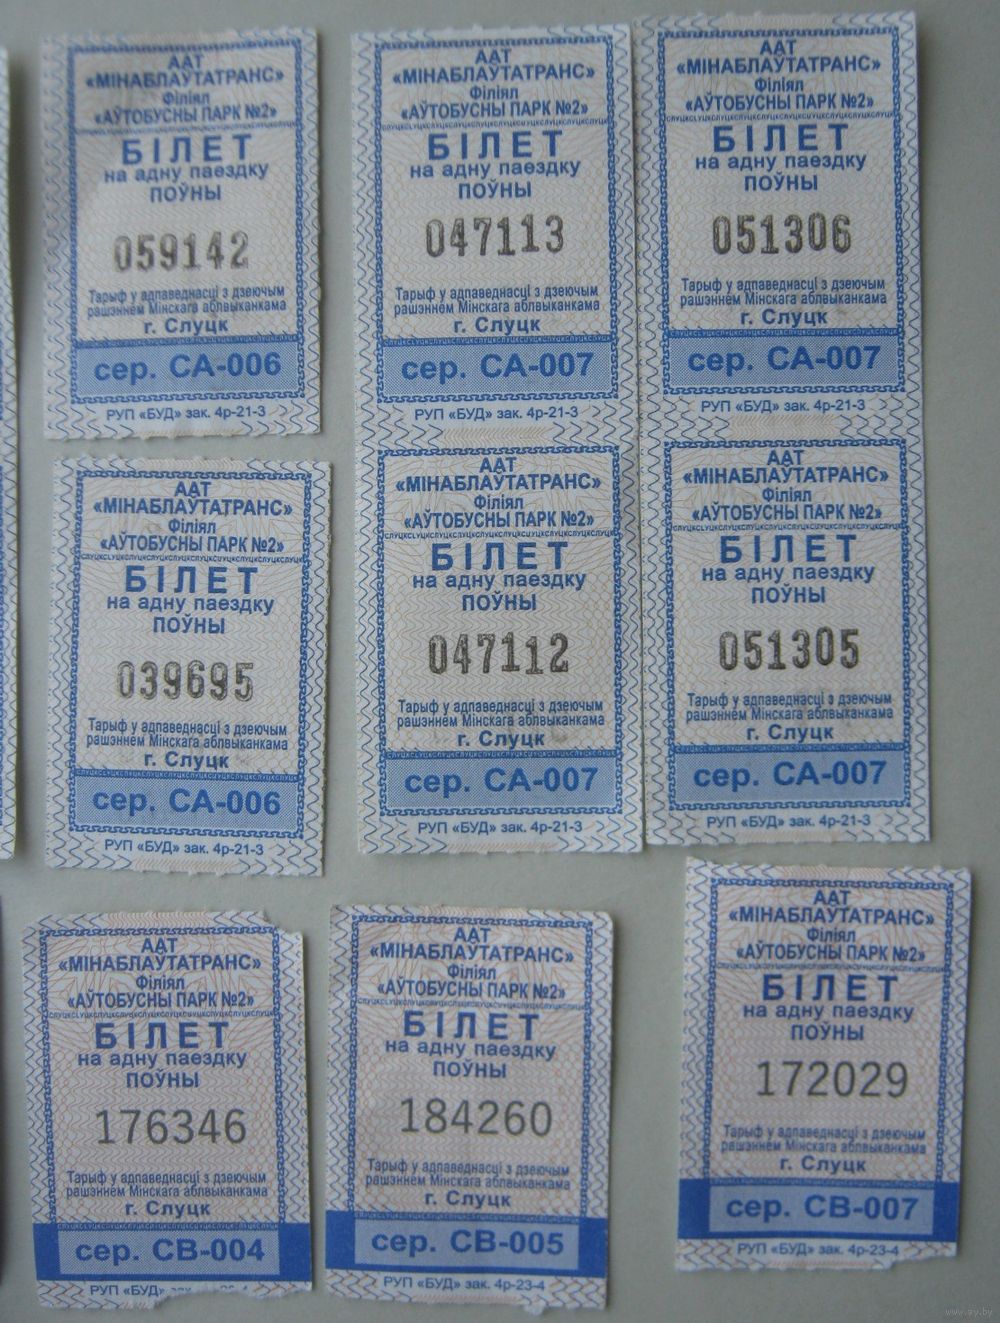 ААТ
«МІНАБЛАЎТАТРАНС»
Філіял
«АЎТОБУСНЫ ПАРК №2»
БІЛЕТ
на адну паездку
ПОЎНЫ
059142
Тарыф у адпаведнасці з дзеючым
рашэннем Мінскага аблвыканкама
г. Слуцк
сер. СА-006
РУП «БУД» зак. 4р-21-3
ААТ
«МІНАБЛАЎТАТРАНС»
Філіял
«АЎТОБУСНЫ ПАРК №2»
БІЛЕТ
на адну паездку
ПОЎНЫ
047113
Тарыф у адпаведнасці з дзеючым
рашэннем Мінскага аблвыканкама
г. Слуцк
сер. СА-007
РУП «БУД» зак. 4р-21-3
ААТ
«МІНАБЛАЎТАТРАНС»
Філіял
«АЎТОБУСНЫ ПАРК №2»
БІЛЕТ
на адну паездку
ПОЎНЫ
051306
Тарыф у адпаведнасці з дзеючым
рашэннем Мінскага аблвыканкама
г. Слуцк
сер. СА-007
РУП «БУД» зак. 4р-21-3
ААТ
«МІНАБЛАЎТАТРАНС»
Філіял
«АЎТОБУСНЫ ПАРК №2»
БІЛЕТ
на адну паездку
ПОЎНЫ
039695
Тарыф у адпаведнасці з дзеючым
рашэннем Мінскага аблвыканкама
г. Слуцк
сер. СА-006
РУП «БУД» зак. 4р-21-3
ААТ
«МІНАБЛАЎТАТРАНС»
Філіял
«АЎТОБУСНЫ ПАРК №2»
БІЛЕТ
на адну паездку
ПОЎНЫ
047112
Тарыф у адпаведнасці з дзеючым
рашэннем Мінскага аблвыканкама
г. Слуцк
сер. СА-007
РУП «БУД» зак. 4р-21-3
ААТ
«МІНАБЛАЎТАТРАНС»
Філіял
«АЎТОБУСНЫ ПАРК №2»
БІЛЕТ
на адну паездку
ПОЎНЫ
051305
Тарыф у адпаведнасці з дзеючым
рашэннем Мінскага аблвыканкама
г. Слуцк
сер. СА-007
РУП «БУД» зак. 4р-21-3
ААТ
«МІНАБЛАЎТАТРАНС»
Філіял
«АЎТОБУСНЫ ПАРК №2»
БІЛЕТ
на адну паездку
ПОЎНЫ
176346
Тарыф у адпаведнасці з дзеючым
рашэннем Мінскага аблвыканкама
г. Слуцк
сер. СВ-004
РУП «БУД»
ААТ
«МІНАБЛАЎТАТРАНС»
Філіял
«АЎТОБУСНЫ ПАРК №2»
БІЛЕТ
на адну паездку
ПОЎНЫ
184260
Тарыф у адпаведнасці з дзеючым
рашэннем Мінскага аблвыканкама
г. Слуцк
сер. СВ-005
РУП «БУД» зак. 4р-23-4
ААТ
«МІНАБЛАЎТАТРАНС»
Філіял
«АЎТОБУСНЫ ПАРК №2»
БІЛЕТ
на адну паездку
ПОЎНЫ
172029
Тарыф у адпаведнасці з дзеючым
рашэннем Мінскага аблвыканкама
г. Слуцк
сер. СВ-007
РУП «БУД» зак. 4р-23-4
www.ay.by